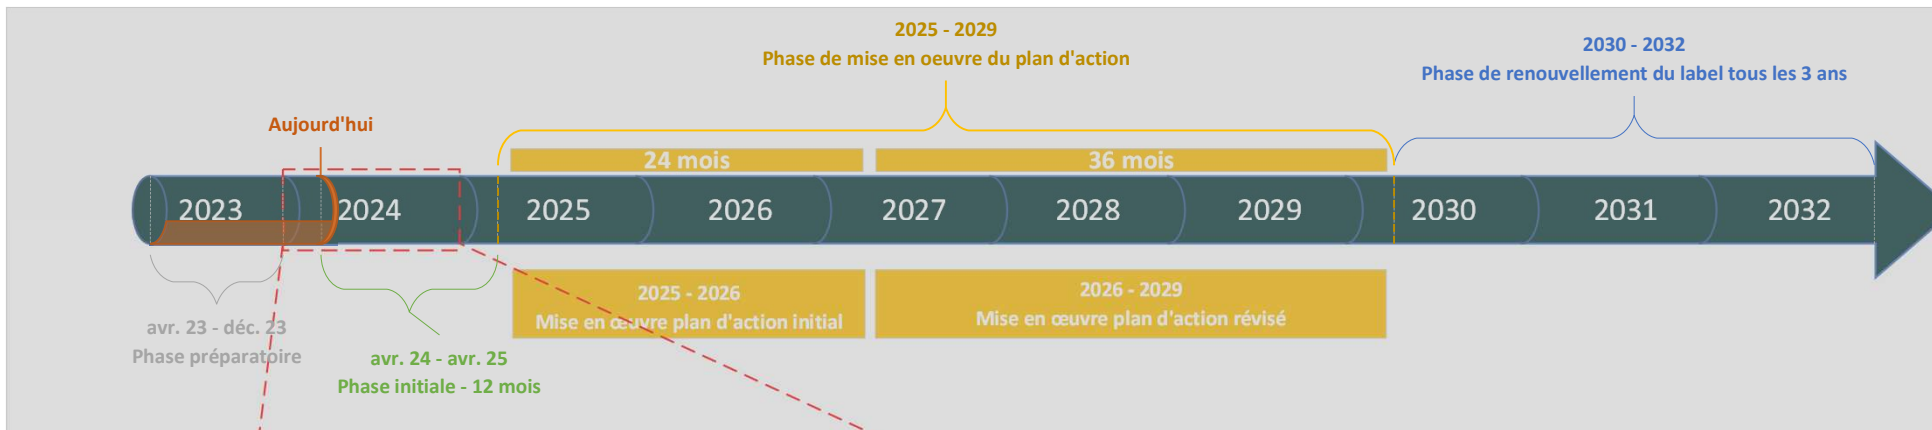 2025 - 2029
Phase de mise en oeuvre du plan d'action
2030 - 2032
Phase de renouvellement du label tous les 3 ans
Aujourd'hui
24 mois
36 mois
2023
2024
2025
2026
2027
2028
2029
2030
2031
2032
2025 - 2026
Mise en œuvre plan d'action initial
2026 - 2029
Mise en œuvre plan d'action révisé
avr. 23 - déc. 23
Phase préparatoire
avr. 24 - avr. 25
Phase initiale - 12 mois